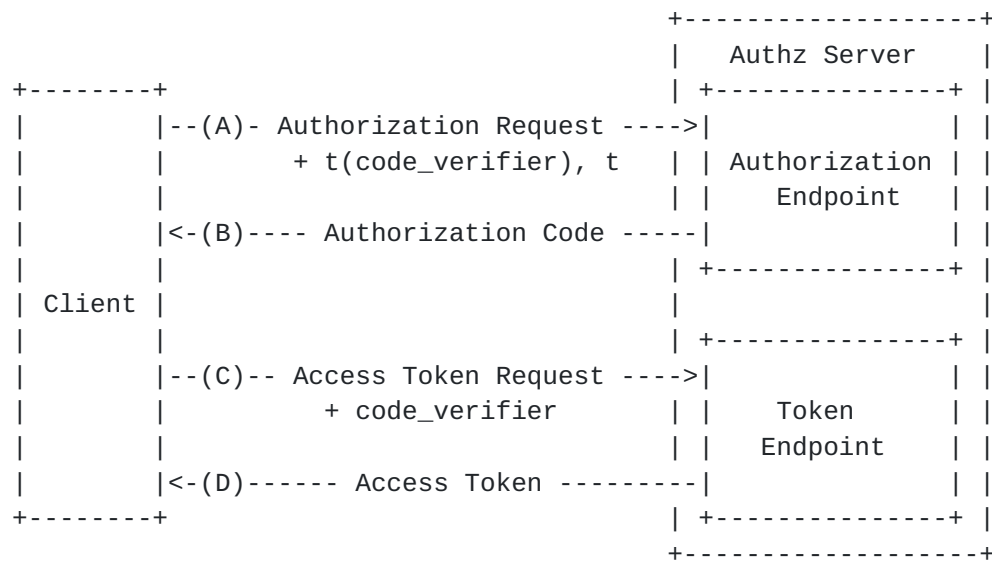 +-------------------+
                                          |   Authz Server    |
+--------+                                | +---------------+ |
|        |--(A)- Authorization Request ---->|               | |
|        |        + t(code_verifier), t   | | Authorization | |
|        |                                | |    Endpoint   | |
|        |<-(B)---- Authorization Code -----|               | |
|        |                                | +---------------+ |
| Client |                                |                   |
|        |                                | +---------------+ |
|        |--(C)-- Access Token Request ---->|               | |
|        |          + code_verifier       | |    Token      | |
|        |                                | |   Endpoint    | |
|        |<-(D)------ Access Token ---------|               | |
+--------+                                | +---------------+ |
                                          +-------------------+